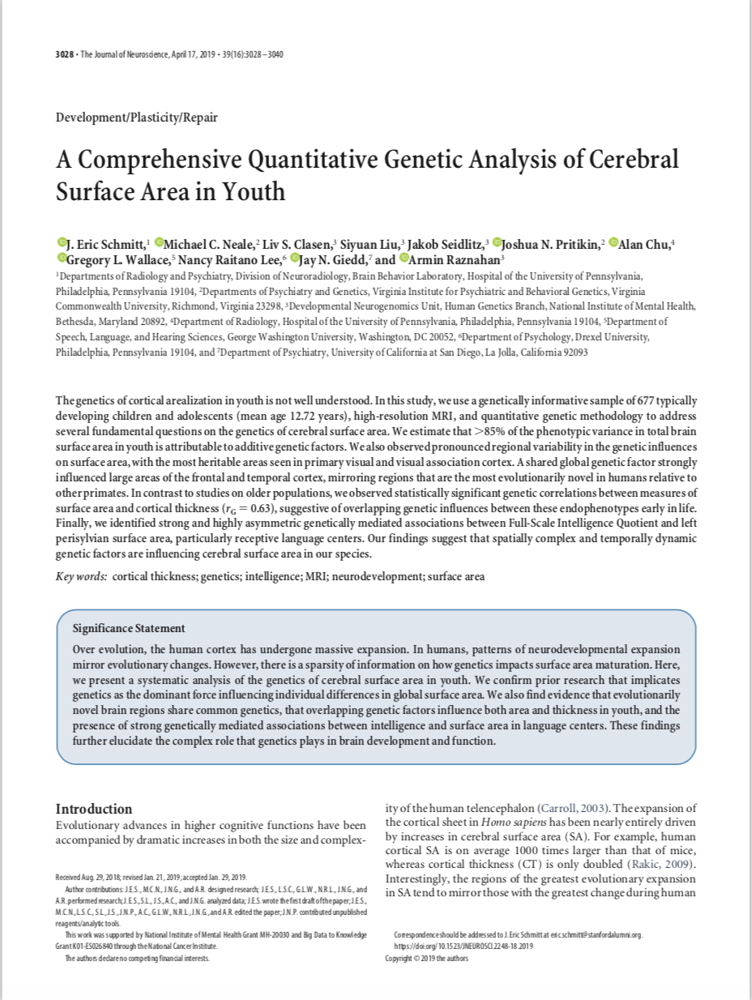 3028 • The Journal of Neuroscience, April 17, 2019 • 39(16):3028–3040
Development/Plasticity/Repair
A Comprehensive Quantitative Genetic Analysis of Cerebral
Surface Area in Youth
J. Eric Schmitt,1 Michael C. Neale,2 Liv S. Clasen,3 Siyuan Liu,3 Jakob Seidlitz,3 Joshua N. Pritikin,2 Alan Chu,4
Gregory L. Wallace,5 Nancy Raitano Lee,6 Jay N. Giedd,7 and Armin Raznahan3
1Departments of Radiology and Psychiatry, Division of Neuroradiology, Brain Behavior Laboratory, Hospital of the University of Pennsylvania,
Philadelphia, Pennsylvania 19104, 2Departments of Psychiatry and Genetics, Virginia Institute for Psychiatric and Behavioral Genetics, Virginia
Commonwealth University, Richmond, Virginia 23298, 3Developmental Neurogenomics Unit, Human Genetics Branch, National Institute of Mental Health,
Bethesda, Maryland 20892, 4Department of Radiology, Hospital of the University of Pennsylvania, Philadelphia, Pennsylvania 19104, 5Department of
Speech, Language, and Hearing Sciences, George Washington University, Washington, DC 20052, 6Department of Psychology, Drexel University,
Philadelphia, Pennsylvania 19104, and 7Department of Psychiatry, University of California at San Diego, La Jolla, California 92093
The genetics of cortical arealization in youth is not well understood. In this study, we use a genetically informative sample of 677 typically
developing children and adolescents (mean age 12.72 years), high-resolution MRI, and quantitative genetic methodology to address
several fundamental questions on the genetics of cerebral surface area. We estimate that >85% of the phenotypic variance in total brain
surface area in youth is attributable to additive genetic factors. We also observed pronounced regional variability in the genetic influences
on surface area, with the most heritable areas seen in primary visual and visual association cortex. A shared global genetic factor strongly
influenced large areas of the frontal and temporal cortex, mirroring regions that are the most evolutionarily novel in humans relative to
other primates. In contrast to studies on older populations, we observed statistically significant genetic correlations between measures of
surface area and cortical thickness (rG = 0.63), suggestive of overlapping genetic influences between these endophenotypes early in life.
Finally, we identified strong and highly asymmetric genetically mediated associations between Full-Scale Intelligence Quotient and left
perisylvian surface area, particularly receptive language centers. Our findings suggest that spatially complex and temporally dynamic
genetic factors are influencing cerebral surface area in our species.
Key words: cortical thickness; genetics; intelligence; MRI; neurodevelopment; surface area
Significance Statement
Over evolution, the human cortex has undergone massive expansion. In humans, patterns of neurodevelopmental expansion
mirror evolutionary changes. However, there is a sparsity of information on how genetics impacts surface area maturation. Here,
we present a systematic analysis of the genetics of cerebral surface area in youth. We confirm prior research that implicates
genetics as the dominant force influencing individual differences in global surface area. We also find evidence that evolutionarily
novel brain regions share common genetics, that overlapping genetic factors influence both area and thickness in youth, and the
presence of strong genetically mediated associations between intelligence and surface area in language centers. These findings
further elucidate the complex role that genetics plays in brain development and function.
Introduction
Evolutionary advances in higher cognitive functions have been
accompanied by dramatic increases in both the size and complex-
Received Aug. 29, 2018; revised Jan. 21, 2019; accepted Jan. 29, 2019.
Author contributions: J.E.S., M.C.N., J.N.G., and A.R. designed research; J.E.S., L.S.C., G.L.W., N.R.L., J.N.G., and
A.R. performed research; J.E.S., S.L., J.S., A.C., and J.N.G. analyzed data; J.E.S. wrote the first draft of the paper; J.E.S.,
M.C.N., L.S.C., S.L., J.S., J.N.P., A.C., G.L.W., N.R.L., J.N.G., and A.R. edited the paper; J.N.P. contributed unpublished
reagents/analytic tools.
This work was supported by National Institute of Mental Health Grant MH-20030 and Big Data to Knowledge
Grant K01-ES026840 through the National Cancer Institute.
The authors declare no competing financial interests.
ity of the human telencephalon (Carroll, 2003). The expansion of
the cortical sheet in Homo sapiens has been nearly entirely driven
by increases in cerebral surface area (SA). For example, human
cortical SA is on average 1000 times larger than that of mice,
whereas cortical thickness (CT) is only doubled (Rakic, 2009).
Interestingly, the regions of the greatest evolutionary expansion
in SA tend to mirror those with the greatest change during human
Correspondence should be addressed to J. Eric Schmitt at eric.schmitt@stanfordalumni.org.
https://doi.org/10.1523/JNEUROSCI.2248-18.2019
Copyright © 2019 the authors